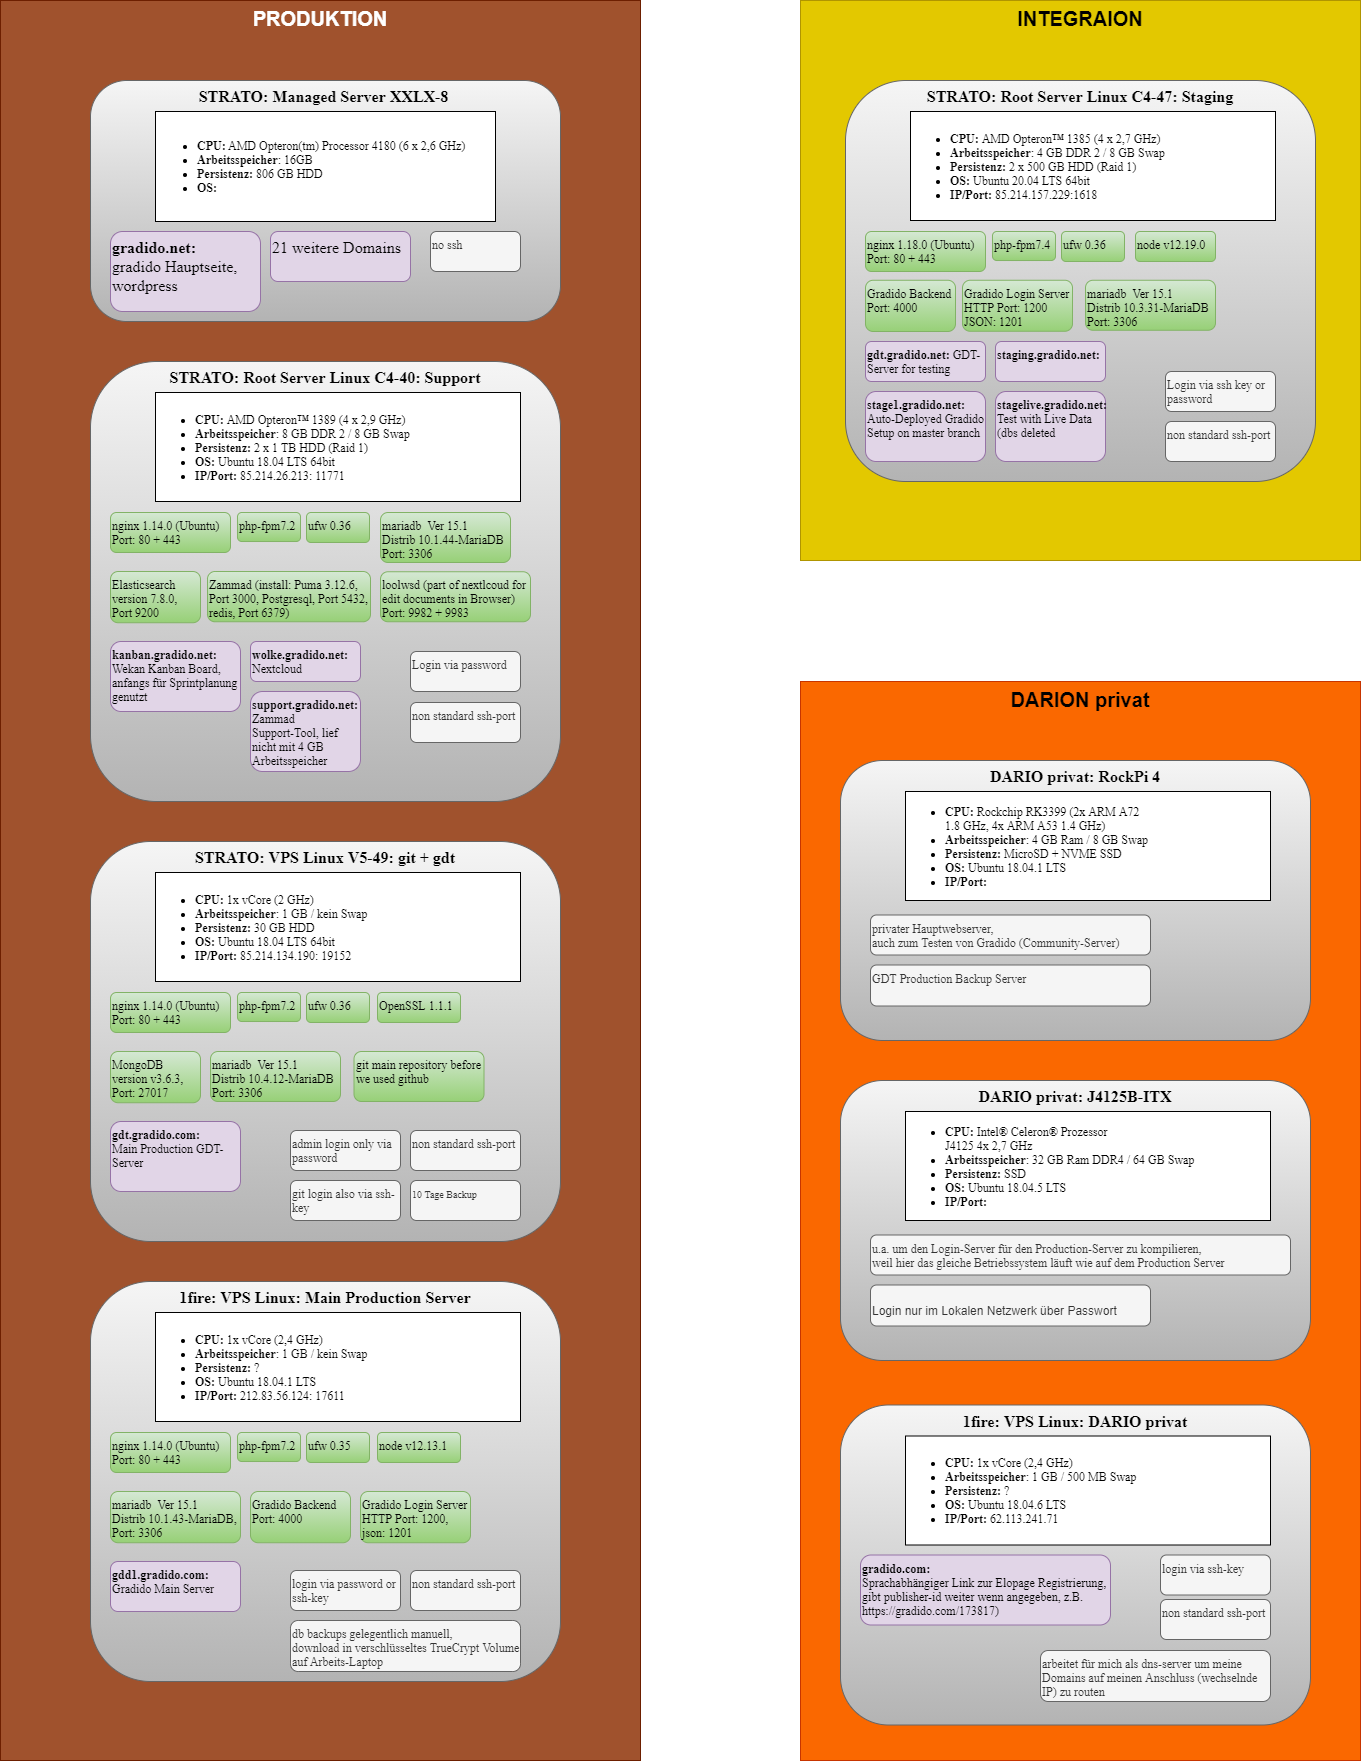 PRODUKTION
STRATO: Managed Server XXLX-8
CPU: AMD Opteron(tm) Processor 4180 (6 x 2,6 GHz)
Arbeitsspeicher: 16GB
Persistenz: 806 GB HDD
OS:
gradido.net:
gradido Hauptseite,
wordpress
21 weitere Domains
no ssh
STRATO: Root Server Linux C4-40: Support
CPU: AMD Opteron™ 1389 (4 x 2,9 GHz)
Arbeitsspeicher: 8 GB DDR 2 / 8 GB Swap
Persistenz: 2 x 1 TB HDD (Raid 1)
OS: Ubuntu 18.04 LTS 64bit
IP/Port: 85.214.26.213: 11771
nginx 1.14.0 (Ubuntu)
Port: 80 + 443
php-fpm7.2
ufw 0.36
mariadb  Ver 15.1
Distrib 10.1.44-MariaDB
Port: 3306
Elasticsearch
version 7.8.0,
Port 9200
Zammad (install: Puma 3.12.6,
Port 3000, Postgresql, Port 5432,
redis, Port 6379)
loolwsd (part of nextlcoud for
edit documents in Browser)
Port: 9982 + 9983
kanban.gradido.net:
Wekan Kanban Board,
anfangs für Sprintplanung
genutzt
wolke.gradido.net:
Nextcloud
support.gradido.net:
Zammad
Support-Tool, lief
nicht mit 4 GB
Arbeitsspeicher
Login via password
non standard ssh-port
STRATO: VPS Linux V5-49: git + gdt
CPU: 1x vCore (2 GHz)
Arbeitsspeicher: 1 GB / kein Swap
Persistenz: 30 GB HDD
OS: Ubuntu 18.04 LTS 64bit
IP/Port: 85.214.134.190: 19152
nginx 1.14.0 (Ubuntu)
Port: 80 + 443
php-fpm7.2
ufw 0.36
OpenSSL 1.1.1
MongoDB
version v3.6.3,
Port: 27017
mariadb  Ver 15.1
Distrib 10.4.12-MariaDB
Port: 3306
git main repository before
we used github
gdt.gradido.com:
Main Production GDT-
Server
admin login only via
password
non standard ssh-port
git login also via ssh-
key
10 Tage Backup
1fire: VPS Linux: Main Production Server
CPU: 1x vCore (2,4 GHz)
Arbeitsspeicher: 1 GB / kein Swap
Persistenz: ?
OS: Ubuntu 18.04.1 LTS
IP/Port: 212.83.56.124: 17611
nginx 1.14.0 (Ubuntu)
Port: 80 + 443
php-fpm7.2
ufw 0.35
node v12.13.1
mariadb  Ver 15.1
Distrib 10.1.43-MariaDB,
Port: 3306
Gradido Backend
Port: 4000
Gradido Login Server
HTTP Port: 1200,
json: 1201
gdd1.gradido.com:
Gradido Main Server
login via password or
ssh-key
non standard ssh-port
db backups gelegentlich manuell,
download in verschlüsseltes TrueCrypt Volume
auf Arbeits-Laptop
INTEGRAION
STRATO: Root Server Linux C4-47: Staging
CPU: AMD Opteron™ 1385 (4 x 2,7 GHz)
Arbeitsspeicher: 4 GB DDR 2 / 8 GB Swap
Persistenz: 2 x 500 GB HDD (Raid 1)
OS: Ubuntu 20.04 LTS 64bit
IP/Port: 85.214.157.229:1618
nginx 1.18.0 (Ubuntu)
Port: 80 + 443
php-fpm7.4
ufw 0.36
node v12.19.0
Gradido Backend
Port: 4000
Gradido Login Server
HTTP Port: 1200
JSON: 1201
mariadb  Ver 15.1
Distrib 10.3.31-MariaDB
Port: 3306
gdt.gradido.net: GDT-
Server for testing
staging.gradido.net:
stage1.gradido.net:
Auto-Deployed Gradido
Setup on master branch
stagelive.gradido.net:
Test with Live Data
(dbs deleted
Login via ssh key or
password
non standard ssh-port
DARION privat
DARIO privat: RockPi 4
CPU: Rockchip RK3399 (2x ARM A72
1.8 GHz, 4x ARM A53 1.4 GHz)
Arbeitsspeicher: 4 GB Ram / 8 GB Swap
Persistenz: MicroSD + NVME SSD
OS: Ubuntu 18.04.1 LTS
IP/Port:
privater Hauptwebserver,
auch zum Testen von Gradido (Community-Server)
GDT Production Backup Server
DARIO privat: J4125B-ITX
CPU: Intel® Celeron® Prozessor
J4125 4x 2,7 GHz
Arbeitsspeicher: 32 GB Ram DDR4 / 64 GB Swap
Persistenz: SSD
OS: Ubuntu 18.04.5 LTS
IP/Port:
u.a. um den Login-Server für den Production-Server zu kompilieren,
weil hier das gleiche Betriebssystem läuft wie auf dem Production Server
Login nur im Lokalen Netzwerk über Passwort
1fire: VPS Linux: DARIO privat
CPU: 1x vCore (2,4 GHz)
Arbeitsspeicher: 1 GB / 500 MB Swap
Persistenz: ?
OS: Ubuntu 18.04.6 LTS
IP/Port: 62.113.241.71
gradido.com:
Sprachabhängiger Link zur Elopage Registrierung,
gibt publisher-id weiter wenn angegeben, z.B.
https://gradido.com/173817)
login via ssh-key
non standard ssh-port
arbeitet für mich als dns-server um meine
Domains auf meinen Anschluss (wechselnde
IP) zu routen